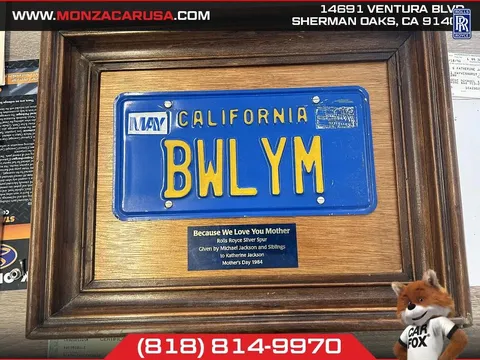 WWW.MONZACARUSA.COM
14691 VENTURA BLVD
SHERMAN OAKS, CA 9140
ROLLS
ROYCE
MAY
CALIFORNIA
BWLYM
Because We Love You Mother
Rolls Royce Silver Spur
Given by Michael Jackson and Siblings
to Katherine Jackson
Mother's Day 1984
CAR
FOX
(818) 814-9970